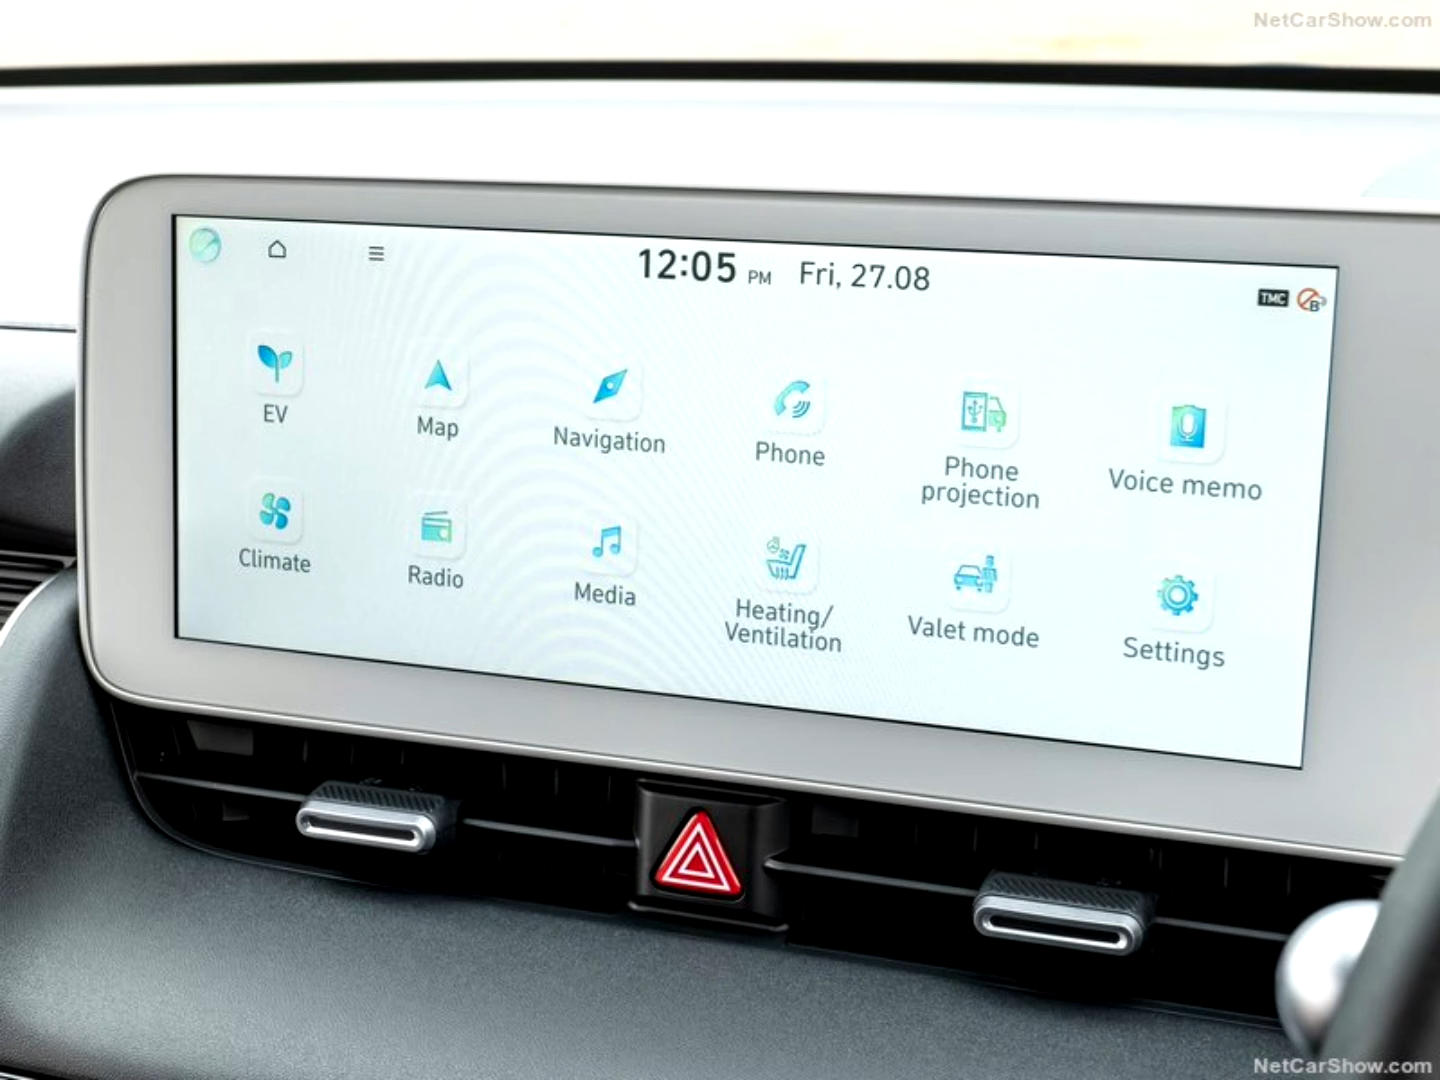 NetCarShow.com
12:05 PM Fri, 27.08
TMC
B
EV
Map
Navigation
Phone
Phone
projection
Voice memo
Climate
Radio
Media
Heating/
Ventilation
Valet mode
Settings
NetCarShow.com